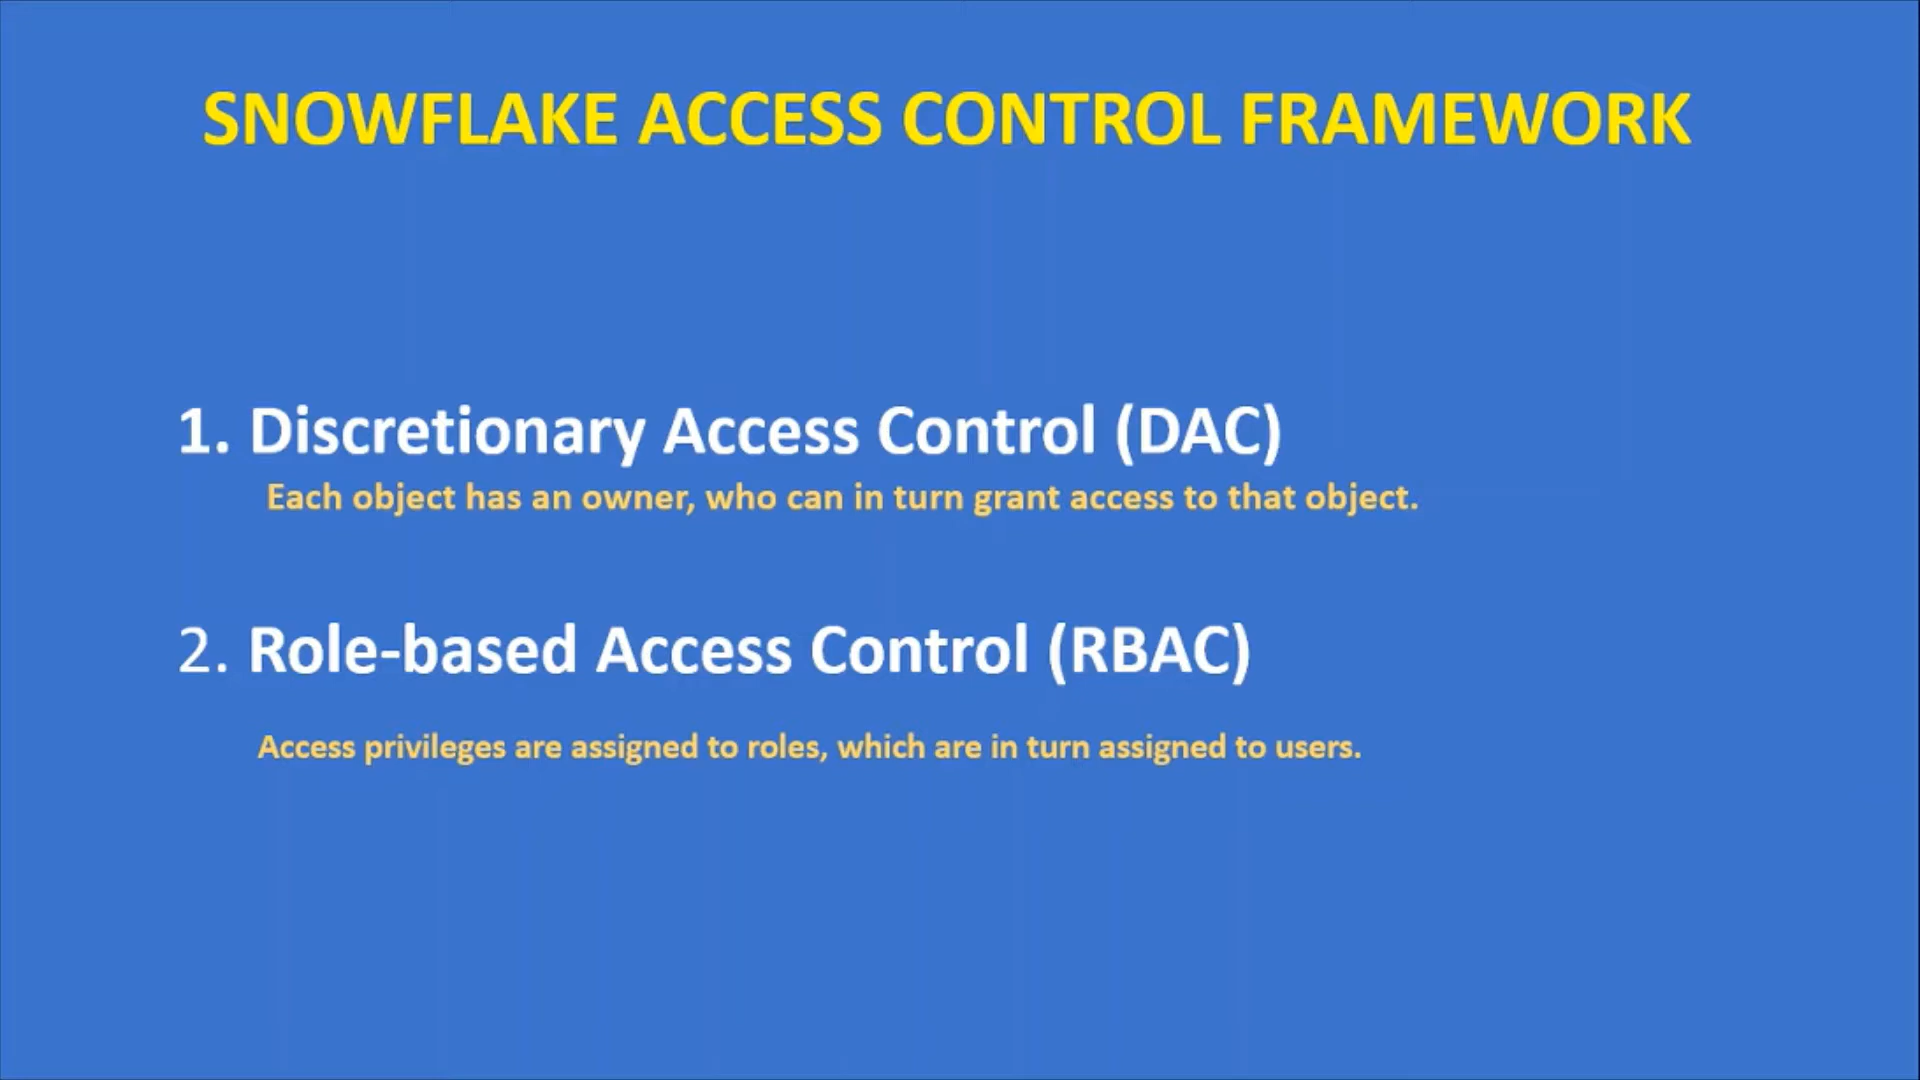 SNOWFLAKE ACCESS CONTROL FRAMEWORK
1. Discretionary Access Control (DAC)
Each object has an owner, who can in turn grant access to that object.
2. Role-based Access Control (RBAC)
Access privileges are assigned to roles, which are in turn assigned to users.